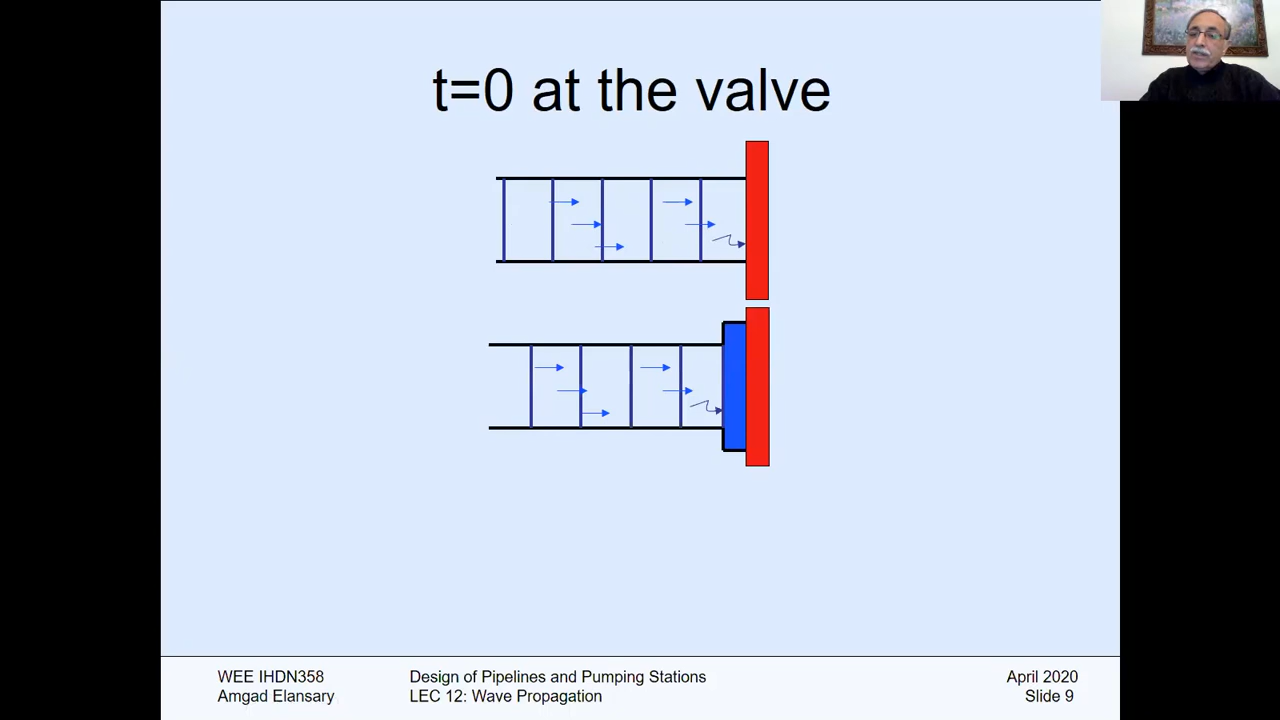 t=0 at the valve
WEE IHDN358
Amgad Elansary
Design of Pipelines and Pumping Stations
LEC 12: Wave Propagation
April 2020
Slide 9